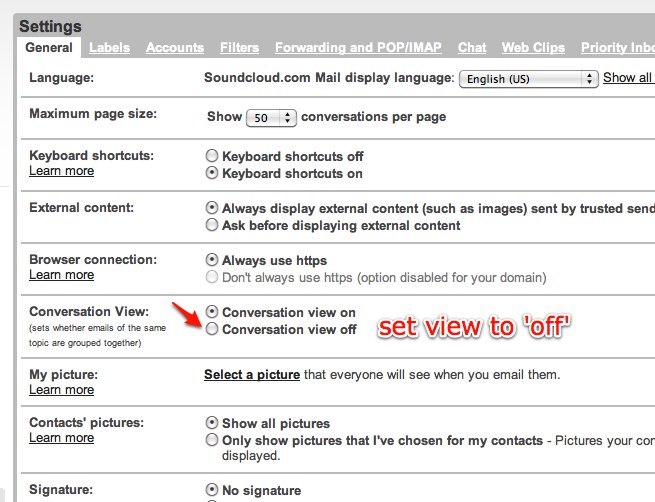 Settings
General Labels Accounts Filters Forwarding and POP/IMAP Chat Web Clips Priority Inbo
Language: Soundcloud.com Mail display language: English (US) Show all
Maximum page size: Show 50 conversations per page
Keyboard shortcuts: Keyboard shortcuts off
Learn more Keyboard shortcuts on
External content: Always display external content (such as images) sent by trusted send
Ask before displaying external content
Browser connection: Always use https
Learn more Don't always use https (option disabled for your domain)
Conversation View: Conversation view on
(sets whether emails of the same Conversation view off set view to 'off'
topic are grouped together)
My picture: Select a picture that everyone will see when you email them.
Learn more
Contacts' pictures: Show all pictures
Learn more Only show pictures that I've chosen for my contacts - Pictures your con
displayed.
Signature: No signature